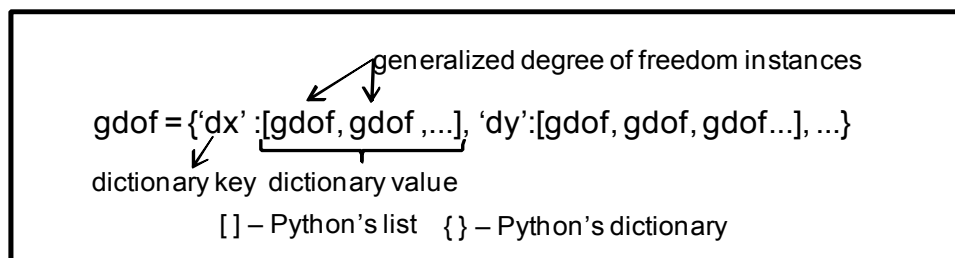 generalized degree of freedom instances
gdof = {‘dx’ :[gdof, gdof ,...], ‘dy’:[gdof, gdof, gdof...], ...}
dictionary key dictionary value
[ ] – Python’s list { } – Python’s dictionary